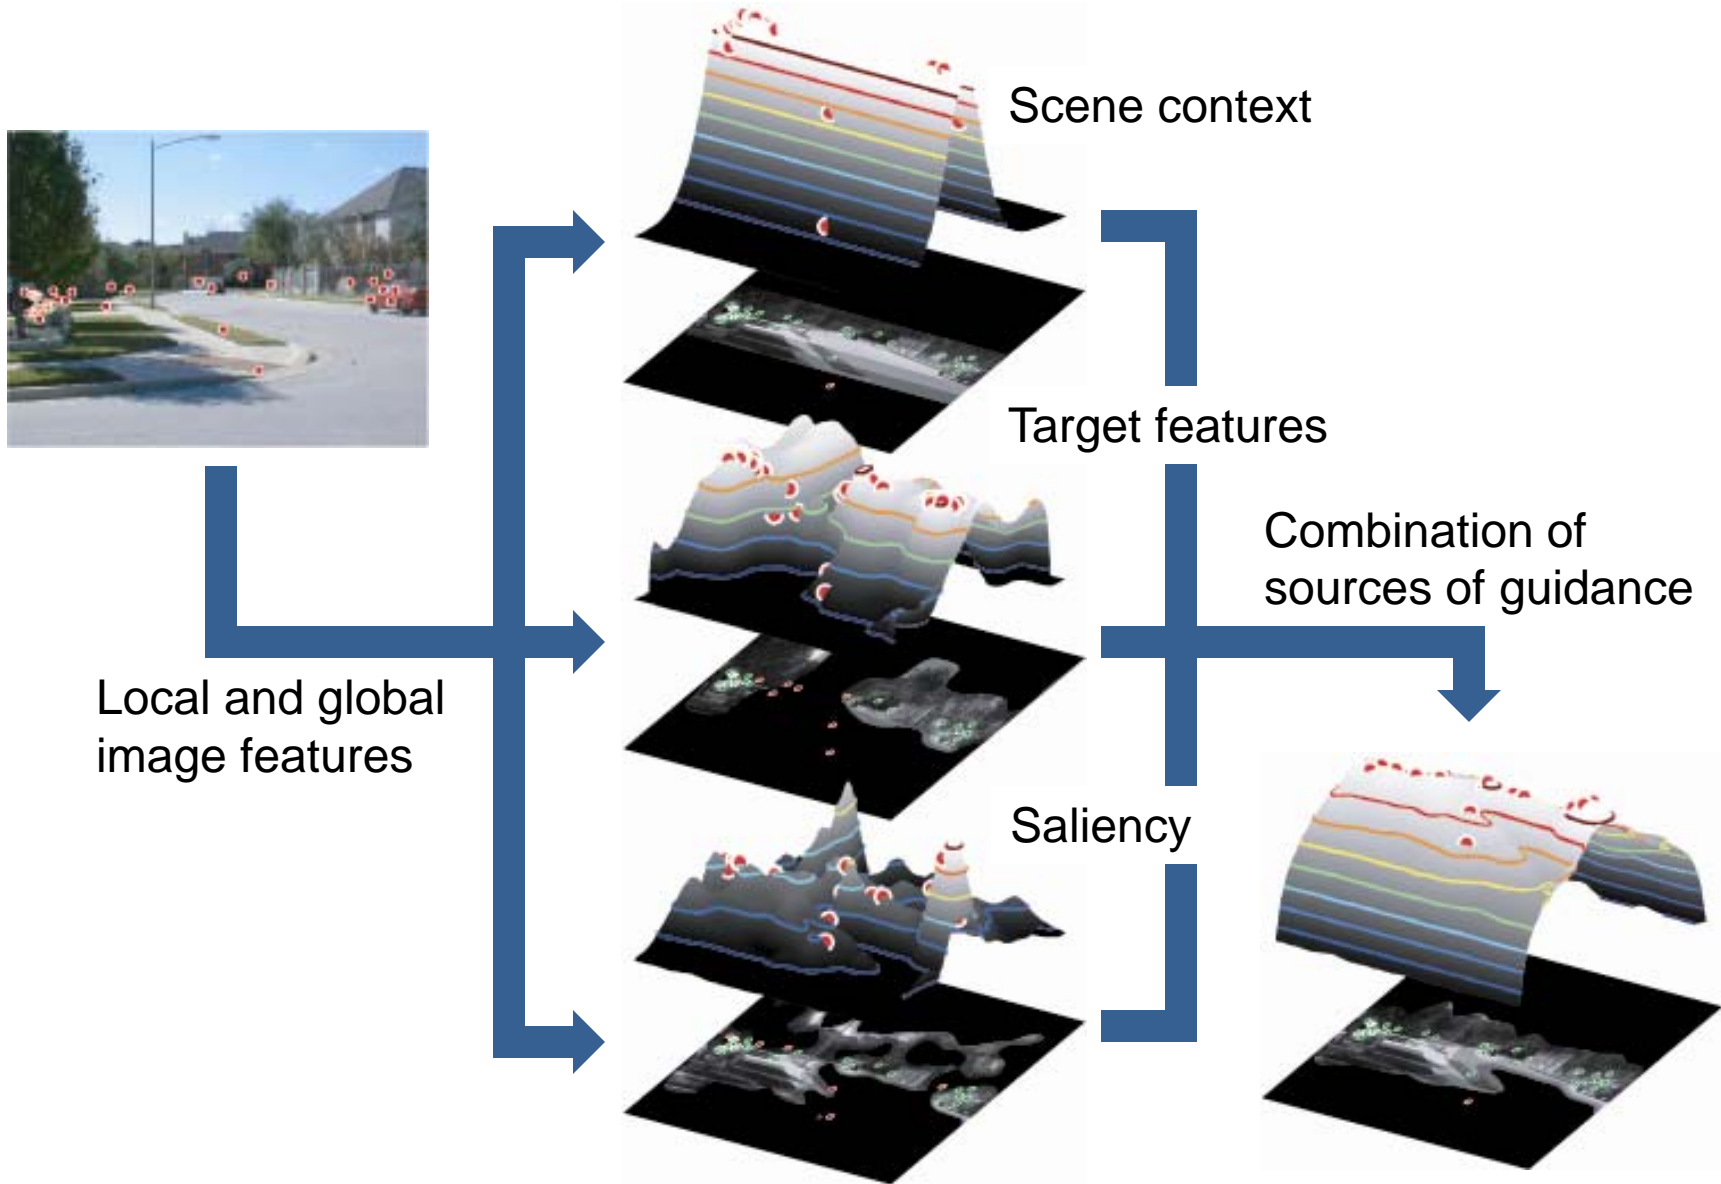 Scene context
Target features
Combination of
sources of guidance
Local and global
image features
Saliency